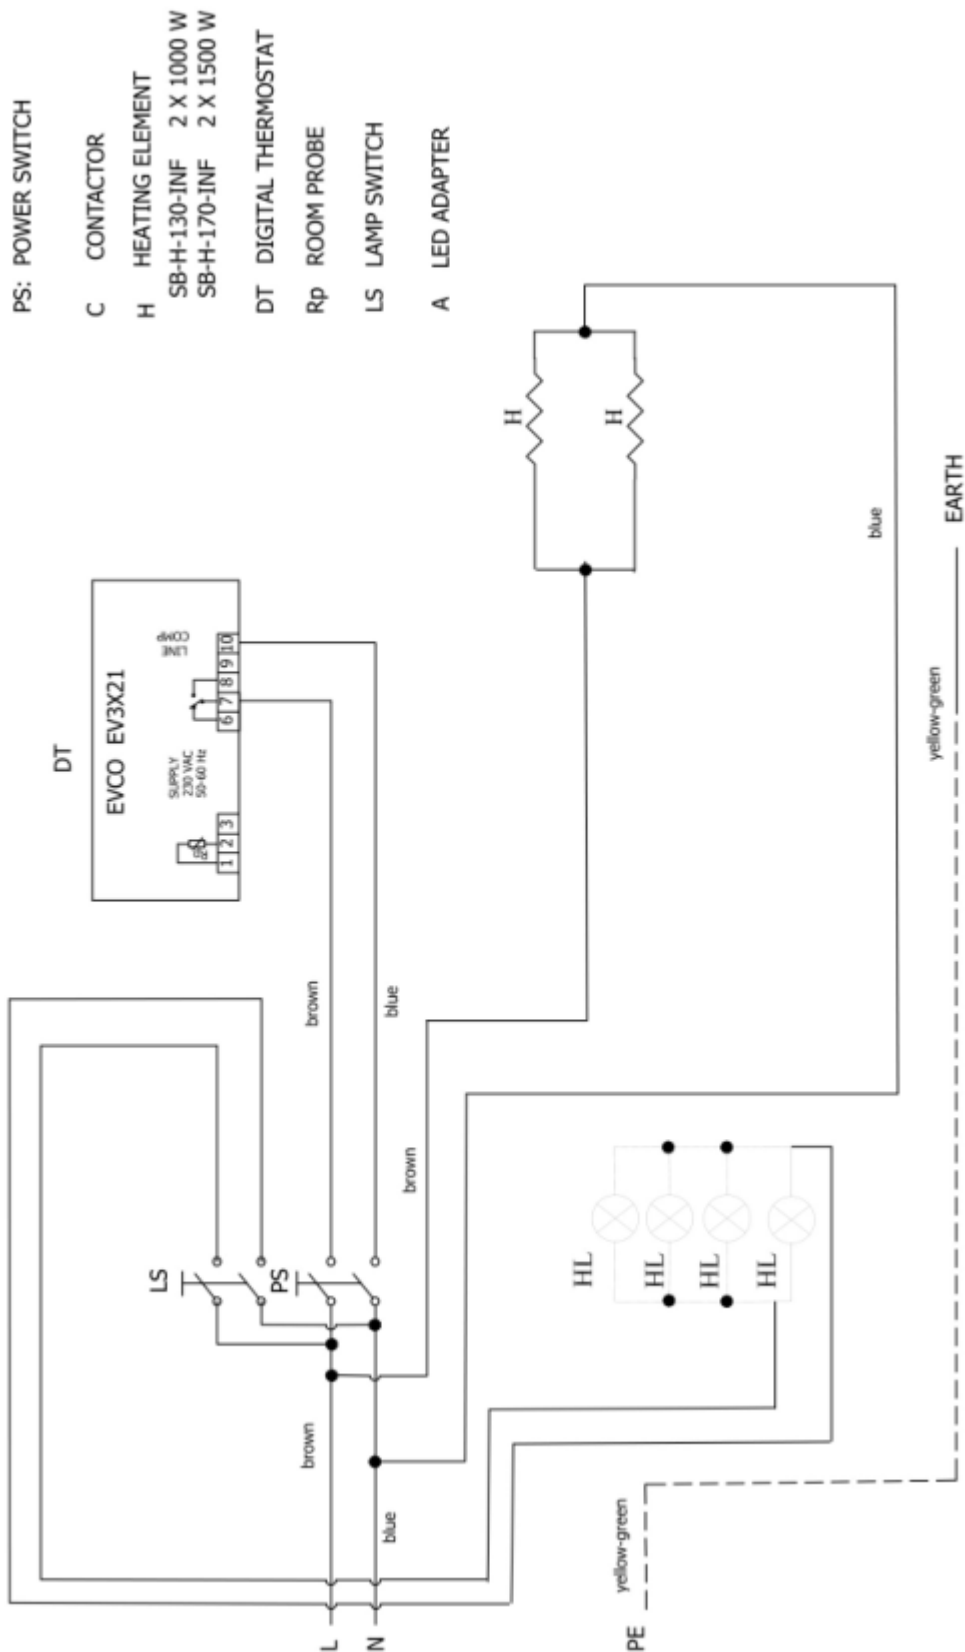 PS: POWER SWITCH
C CONTACTOR
H HEATING ELEMENT
SB-H-130-INF 2 X 1000 W
SB-H-170-INF 2 X 1500 W
DT DIGITAL THERMOSTAT
Rp ROOM PROBE
LS LAMP SWITCH
A LED ADAPTER
DT
EVCO EV3X21
LINE
COMP
SUPPLY
230 VAC
50-60 Hz
1 2 3
6 7 8 9 10
brown
blue
LS
PS
brown
H
H
blue
HL
HL
HL
HL
brown
blue
L
N
PE
yellow-green
yellow-green
EARTH